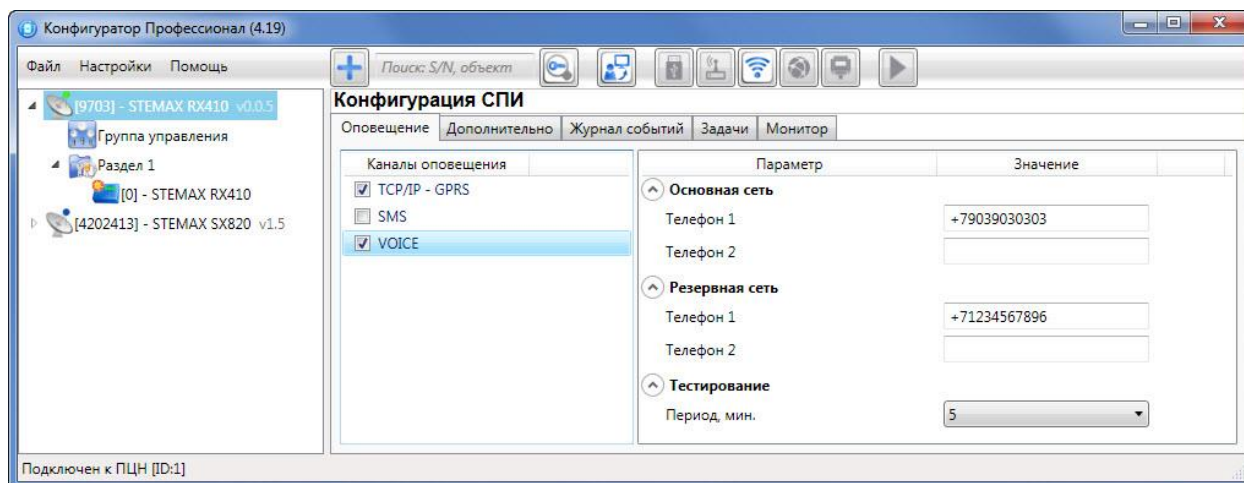 Конфигуратор Профессионал (4.19)
Файл Настройки Помощь Поиск: S/N, объект
[9703] - STEMAX RX410 v0.0.5
Группа управления
Раздел 1
[0] - STEMAX RX410
[4202413] - STEMAX SX820 v1.5
Конфигурация СПИ
Оповещение Дополнительно Журнал событий Задачи Монитор
Каналы оповещения
TCP/IP - GPRS
SMS
VOICE
Параметр Значение
Основная сеть
Телефон 1 +79039030303
Телефон 2
Резервная сеть
Телефон 1 +71234567896
Телефон 2
Тестирование
Период, мин. 5
Подключен к ПЦН [ID:1]